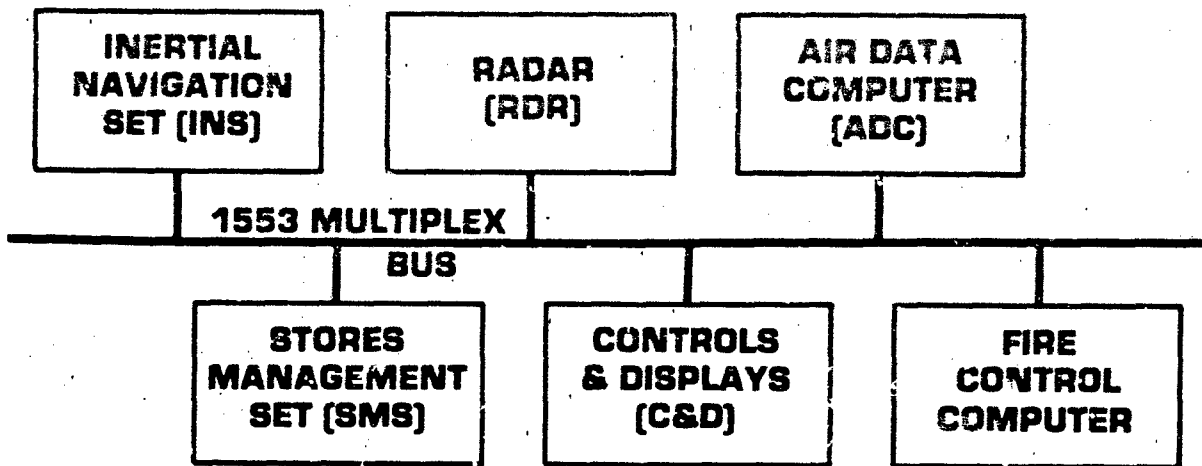 INERTIAL
NAVIGATION
SET (INS)
RADAR
(RDR)
AIR DATA
COMPUTER
(ADC)
1553 MULTIPLEX
BUS
STORES
MANAGEMENT
SET (SMS)
CONTROLS
& DISPLAYS
(C&D)
FIRE
CONTROL
COMPUTER